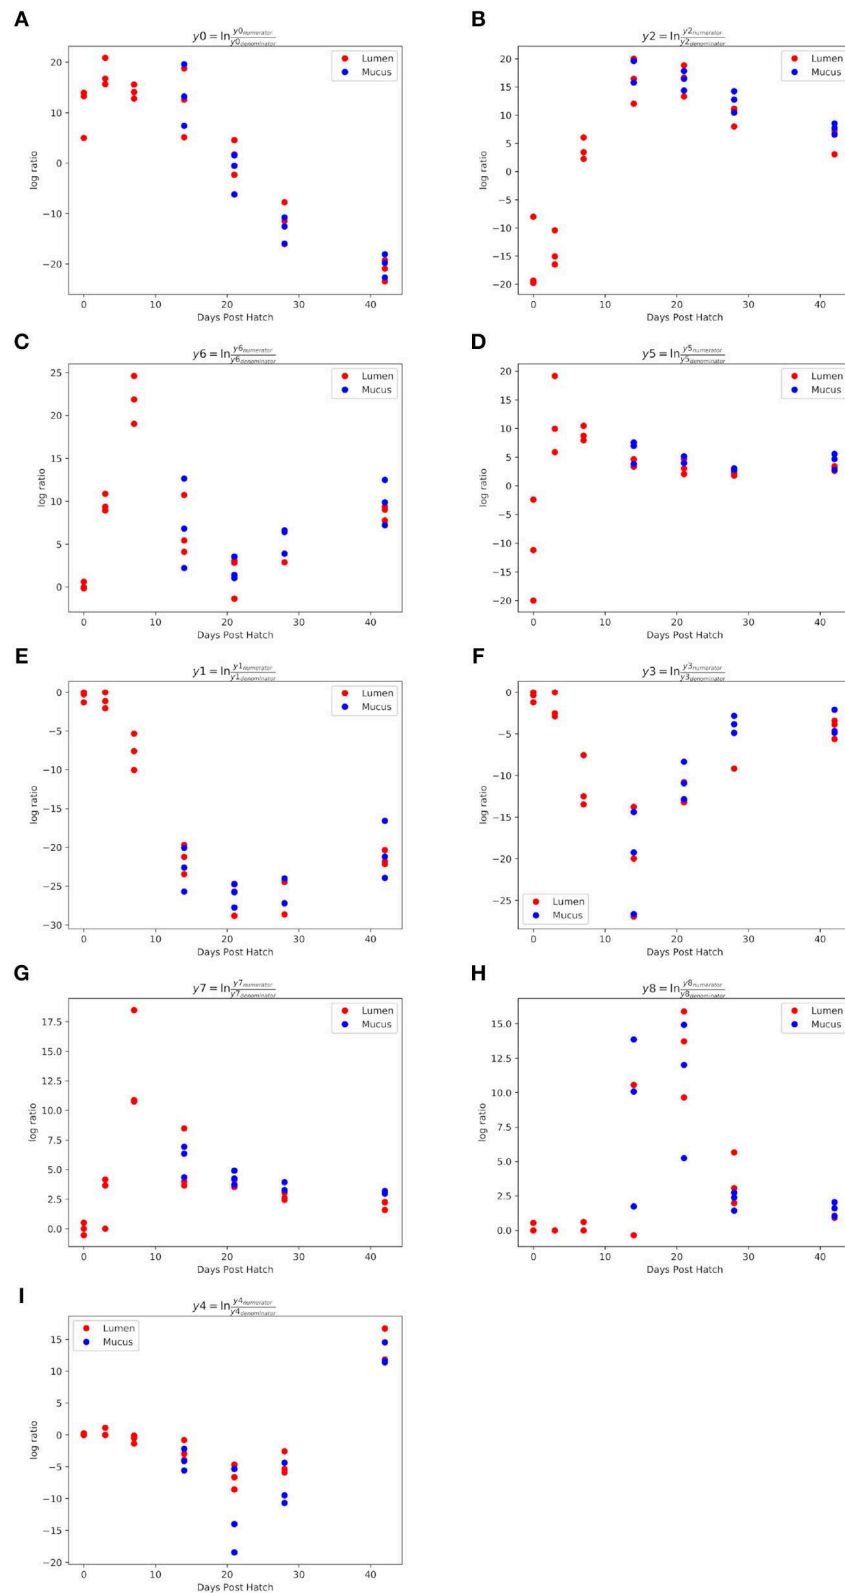 A
y0 = ln y0numerator / y0denominator
20
10
0
−10
−20
log ratio
0 10 20 30 40
Days Post Hatch
Lumen
Mucus
B
y2 = ln y2numerator / y2denominator
20
15
10
5
0
−5
−10
−15
−20
log ratio
0 10 20 30 40
Days Post Hatch
Lumen
Mucus
C
y6 = ln y6numerator / y6denominator
25
20
15
10
5
0
log ratio
0 10 20 30 40
Days Post Hatch
Lumen
Mucus
D
y5 = ln y5numerator / y5denominator
20
15
10
5
0
−5
−10
−15
−20
log ratio
0 10 20 30 40
Days Post Hatch
Lumen
Mucus
E
y1 = ln y1numerator / y1denominator
0
−5
−10
−15
−20
−25
−30
log ratio
0 10 20 30 40
Days Post Hatch
Lumen
Mucus
F
y3 = ln y3numerator / y3denominator
0
−5
−10
−15
−20
−25
log ratio
0 10 20 30 40
Days Post Hatch
Lumen
Mucus
G
y7 = ln y7numerator / y7denominator
17.5
15.0
12.5
10.0
7.5
5.0
2.5
0.0
log ratio
0 10 20 30 40
Days Post Hatch
Lumen
Mucus
H
y8 = ln y8numerator / y8denominator
15.0
12.5
10.0
7.5
5.0
2.5
0.0
log ratio
0 10 20 30 40
Days Post Hatch
Lumen
Mucus
I
y4 = ln y4numerator / y4denominator
15
10
5
0
−5
−10
−15
−20
log ratio
0 10 20 30 40
Days Post Hatch
Lumen
Mucus